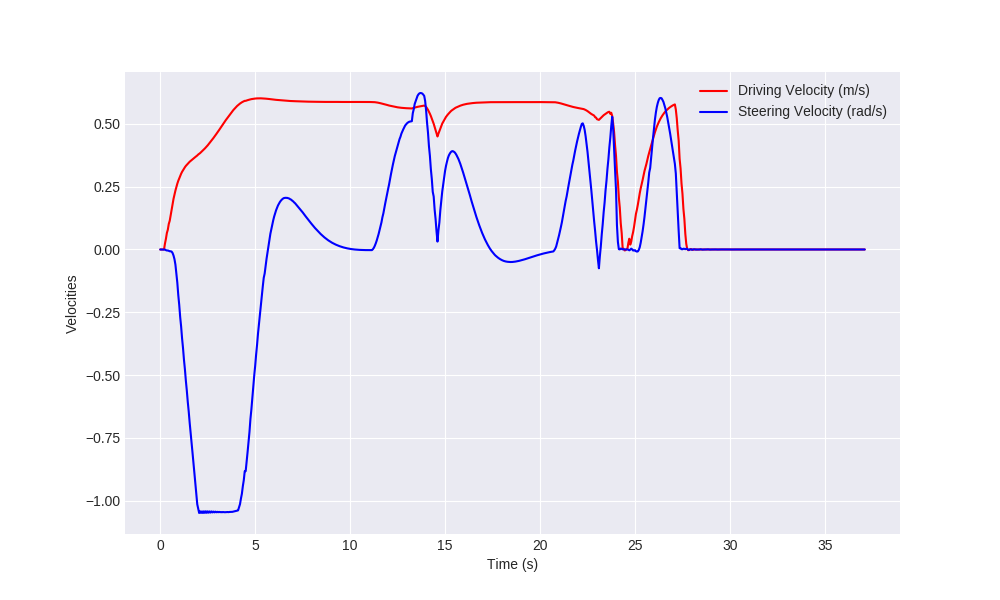 Driving Velocity (m/s)
Steering Velocity (rad/s)
0.50
0.25
0.00
−0.25
−0.50
−0.75
−1.00
Velocities
0 5 10 15 20 25 30 35
Time (s)